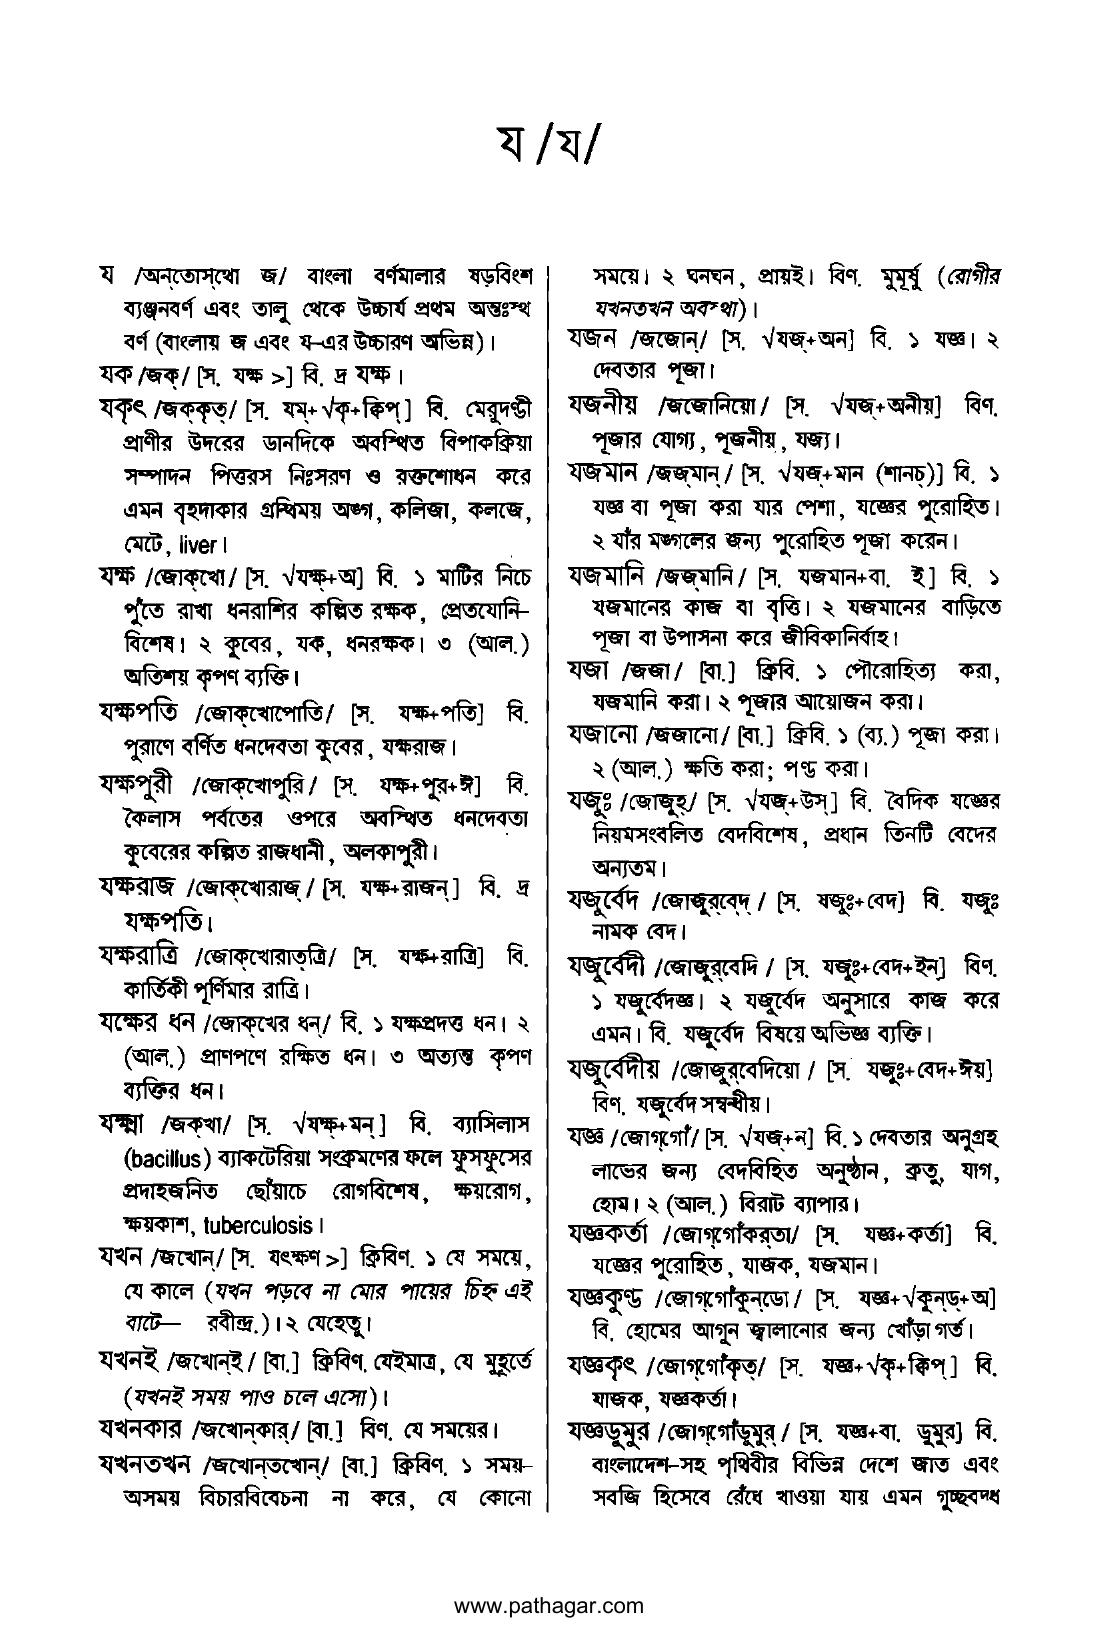 য /য/
য /অন্‌তোস্‌থো জ/ বাংলা বর্ণমালার ষড়বিংশ
ব্যঞ্জনবর্ণ এবং তালু থেকে উচ্চার্য প্রথম অন্তঃস্থ
বর্ণ (বাংলায় জ এবং য–এর উচ্চারণ অভিন্ন)।
যক /জক্‌/ [স. যক্ষ >] বি. দ্র যক্ষ।
যকৃৎ /জক্‌কৃত্‌/ [স. যম্‌+√কৃ+ক্বিপ্‌] বি. মেরুদণ্ডী
প্রাণীর উদরের ডানদিকে অবস্থিত বিপাকক্রিয়া
সম্পাদন পিত্তরস নিঃসরণ ও রক্তশোধন করে
এমন বৃহদাকার গ্রন্থিময় অঙ্গ, কলিজা, কলজে,
মেটে, liver।
যক্ষ /জোক্‌খো/ [স. √যক্ষ্‌+অ] বি. ১ মাটির নিচে
পুঁতে রাখা ধনরাশির কল্পিত রক্ষক, প্রেতযোনি–
বিশেষ। ২ কুবের, যক, ধনরক্ষক। ৩ (আল.)
অতিশয় কৃপণ ব্যক্তি।
যক্ষপতি /জোক্‌খোপোতি/ [স. যক্ষ+পতি] বি.
পুরাণে বর্ণিত ধনদেবতা কুবের, যক্ষরাজ।
যক্ষপুরী /জোক্‌খোপুরি/ [স. যক্ষ+পুর+ঈ] বি.
কৈলাস পর্বতের ওপরে অবস্থিত ধনদেবতা
কুবেরের কল্পিত রাজধানী, অলকাপুরী।
যক্ষরাজ /জোক্‌খোরাজ্‌/ [স. যক্ষ+রাজন্‌] বি. দ্র
যক্ষপতি।
যক্ষরাত্রি /জোক্‌খোরাত্‌ত্রি/ [স. যক্ষ+রাত্রি] বি.
কার্তিকী পূর্ণিমার রাত্রি।
যক্ষের ধন /জোক্‌খের ধন্‌/ বি. ১ যক্ষপ্রদত্ত ধন। ২
(আল.) প্রাণপণে রক্ষিত ধন। ৩ অত্যন্ত কৃপণ
ব্যক্তির ধন।
যক্ষ্মা /জক্‌খা/ [স. √যক্ষ্‌+মন্‌] বি. ব্যাসিলাস
(bacillus) ব্যাকটেরিয়া সংক্রমণের ফলে ফুসফুসের
প্রদাহজনিত ছোঁয়াচে রোগবিশেষ, ক্ষয়রোগ,
ক্ষয়কাশ, tuberculosis।
যখন /জখোন্‌/ [স. যৎক্ষণ >] ক্রিবিণ. ১ যে সময়ে,
যে কালে (যখন পড়বে না মোর পায়ের চিহ্ন এই
বাটে— রবীন্দ্র.)। ২ যেহেতু।
যখনই /জখোন্‌ই/ [বা.] ক্রিবিণ. যেইমাত্র, যে মুহূর্তে
(যখনই সময় পাও চলে এসো)।
যখনকার /জখোন্‌কার্‌/ [বা.] বিণ. যে সময়ের।
যখনতখন /জখোন্‌তখোন্‌/ [বা.] ক্রিবিণ. ১ সময়–
অসময় বিচারবিবেচনা না করে, যে কোনো
সময়ে। ২ ঘনঘন, প্রায়ই। বিণ. মুমূর্ষু (রোগীর
যখনতখন অবস্থা)।
যজন /জজোন্‌/ [স. √যজ্‌+অন] বি. ১ যজ্ঞ। ২
দেবতার পূজা।
যজনীয় /জজোনিয়ো/ [স. √যজ্‌+অনীয়] বিণ.
পূজার যোগ্য, পূজনীয়, যজ্য।
যজমান /জজ্‌মান্‌/ [স. √যজ্‌+মান (শানচ্‌)] বি. ১
যজ্ঞ বা পূজা করা যার পেশা, যজ্ঞের পুরোহিত।
২ যাঁর মঙ্গলের জন্য পুরোহিত পূজা করেন।
যজমানি /জজ্‌মানি/ [স. যজমান+বা. ই] বি. ১
যজমানের কাজ বা বৃত্তি। ২ যজমানের বাড়িতে
পূজা বা উপাসনা করে জীবিকানির্বাহ।
যজা /জজা/ [বা.] ক্রিবি. ১ পৌরোহিত্য করা,
যজমানি করা। ২ পূজার আয়োজন করা।
যজানো /জজানো/ [বা.] ক্রিবি. ১ (ব্য.) পূজা করা।
২ (আল.) ক্ষতি করা; পণ্ড করা।
যজুঃ /জোজুহ্‌/ [স. √যজ্‌+উস্‌] বি. বৈদিক যজ্ঞের
নিয়মসংবলিত বেদবিশেষ, প্রধান তিনটি বেদের
অন্যতম।
যজুর্বেদ /জোজুর্‌বেদ্‌/ [স. যজুঃ+বেদ] বি. যজুঃ
নামক বেদ।
যজুর্বেদী /জোজুর্‌বেদি/ [স. যজুঃ+বেদ+ইন্‌] বিণ.
১ যজুর্বেদজ্ঞ। ২ যজুর্বেদ অনুসারে কাজ করে
এমন। বি. যজুর্বেদ বিষয়ে অভিজ্ঞ ব্যক্তি।
যজুর্বেদীয় /জোজুর্‌বেদিয়ো/ [স. যজুঃ+বেদ+ঈয়]
বিণ. যজুর্বেদ সম্বন্ধীয়।
যজ্ঞ /জোগ্‌গোঁ/ [স. √যজ্‌+ন] বি. ১ দেবতার অনুগ্রহ
লাভের জন্য বেদবিহিত অনুষ্ঠান, ক্রতু, যাগ,
হোম। ২ (আল.) বিরাট ব্যাপার।
যজ্ঞকর্তা /জোগ্‌গোঁকর্‌তা/ [স. যজ্ঞ+কর্তা] বি.
যজ্ঞের পুরোহিত, যাজক, যজমান।
যজ্ঞকুণ্ড /জোগ্‌গোঁকুন্‌ডো/ [স. যজ্ঞ+√কুন্‌ড্‌+অ]
বি. হোমের আগুন জ্বালানোর জন্য খোঁড়া গর্ত।
যজ্ঞকৃৎ /জোগ্‌গোঁকৃত্‌/ [স. যজ্ঞ+√কৃ+ক্বিপ্‌] বি.
যাজক, যজ্ঞকর্তা।
যজ্ঞডুমুর /জোগ্‌গোঁডুমুর্‌/ [স. যজ্ঞ+বা. ডুমুর] বি.
বাংলাদেশ–সহ পৃথিবীর বিভিন্ন দেশে জাত এবং
সবজি হিসেবে রেঁধে খাওয়া যায় এমন গুচ্ছবদ্ধ
www.pathagar.com